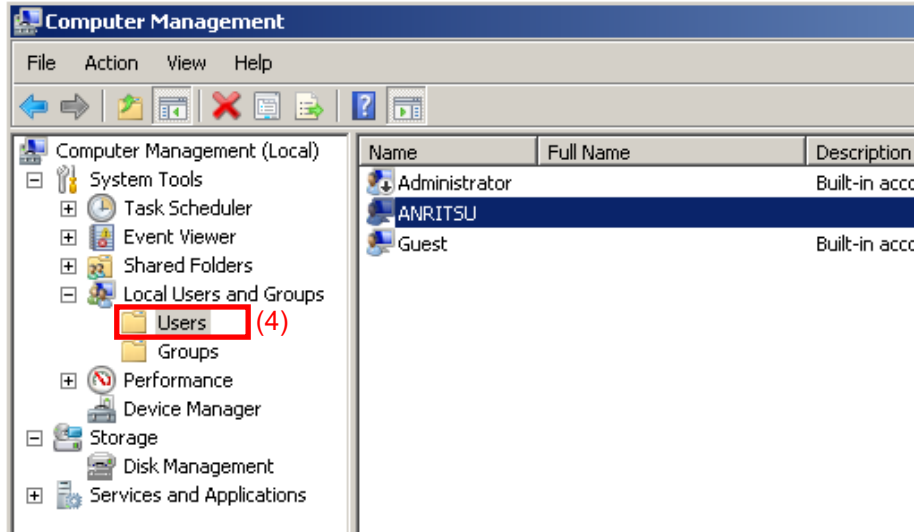 Computer Management
File Action View Help
Computer Management (Local)
System Tools
Task Scheduler
Event Viewer
Shared Folders
Local Users and Groups
Users (4)
Groups
Performance
Device Manager
Storage
Disk Management
Services and Applications
Name Full Name Description
Administrator Built-in acco
ANRITSU
Guest Built-in acco